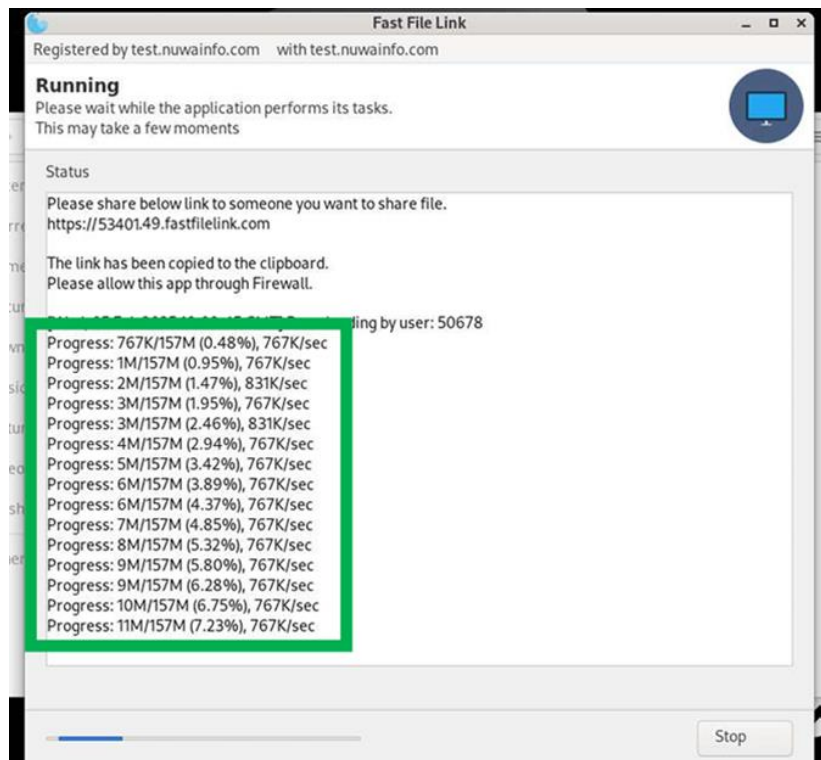 Fast File Link
Registered by test.nuwainfo.com with test.nuwainfo.com
Running
Please wait while the application performs its tasks.
This may take a few moments
Status
Please share below link to someone you want to share file.
https://53401.49.fastfilelink.com
The link has been copied to the clipboard.
Please allow this app through Firewall.
by user: 50678
Progress: 767K/157M (0.48%), 767K/sec
Progress: 1M/157M (0.95%), 767K/sec
Progress: 2M/157M (1.47%), 831K/sec
Progress: 3M/157M (1.95%), 767K/sec
Progress: 3M/157M (2.46%), 831K/sec
Progress: 4M/157M (2.94%), 767K/sec
Progress: 5M/157M (3.42%), 767K/sec
Progress: 6M/157M (3.89%), 767K/sec
Progress: 6M/157M (4.37%), 767K/sec
Progress: 7M/157M (4.85%), 767K/sec
Progress: 8M/157M (5.32%), 767K/sec
Progress: 9M/157M (5.80%), 767K/sec
Progress: 9M/157M (6.28%), 767K/sec
Progress: 10M/157M (6.75%), 767K/sec
Progress: 11M/157M (7.23%), 767K/sec
Stop